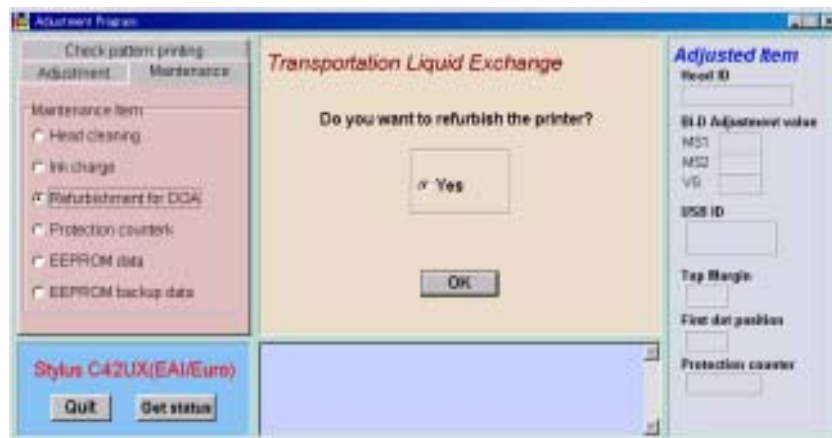 Adjustment Program
Check pattern printing
Adjustment
Maintenance
Maintenance Item
Head cleaning
Ink charge
Refurbishment for DOA
Protection counterk
EEPROM data
EEPROM backup data
Stylus C42UX(EAI/Euro)
Quit
Get status
Transportation Liquid Exchange
Do you want to refurbish the printer?
Yes
OK
Adjusted Item
Head ID
Bi-D Adjustment value
MS1
MS2
VG
USB ID
Top Margin
First dot position
Protection counter